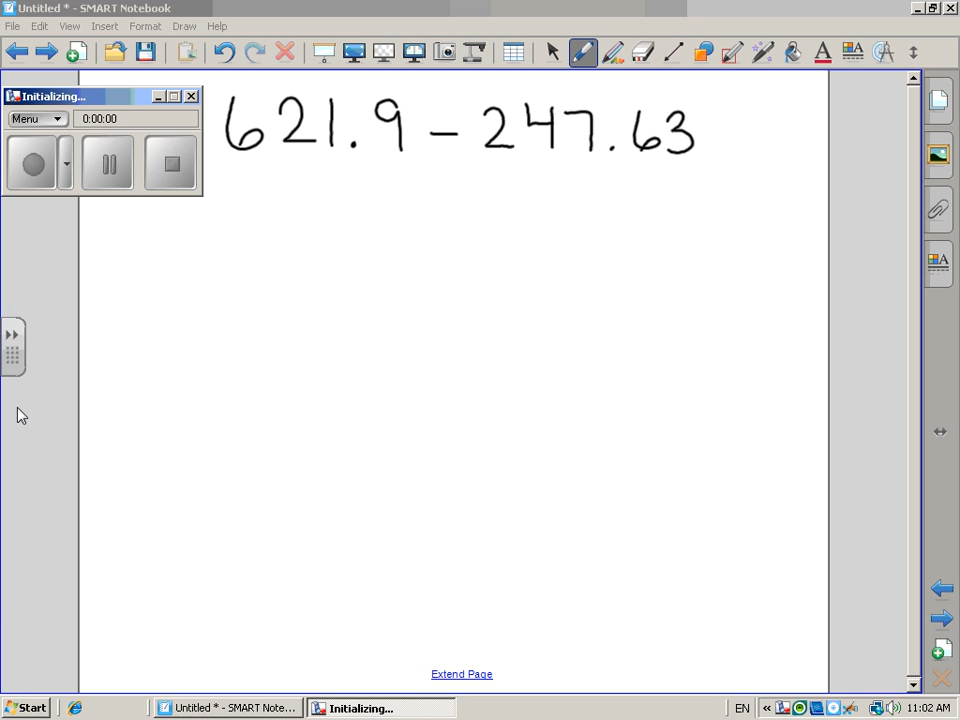 Untitled * - SMART Notebook
File Edit View Insert Format Draw Help
Initializing...
Menu 0:00:00
621.9 - 247.63
Extend Page
Start Untitled * - SMART Note... Initializing... EN 11:02 AM